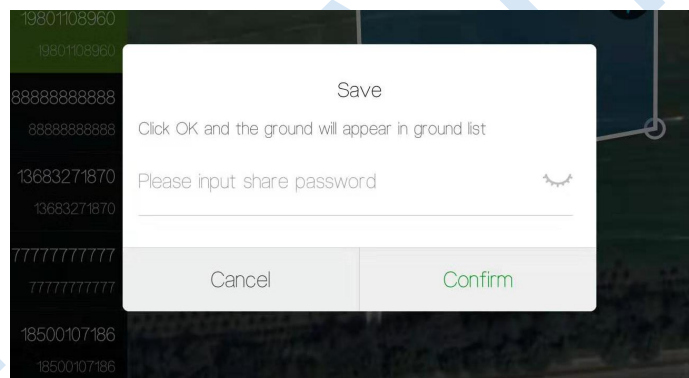 19801108960
19801108960
88888888888
88888888888
13683271870
13683271870
77777777777
77777777777
18500107186
18500107186
Save
Click OK and the ground will appear in ground list
Please input share password
Cancel
Confirm